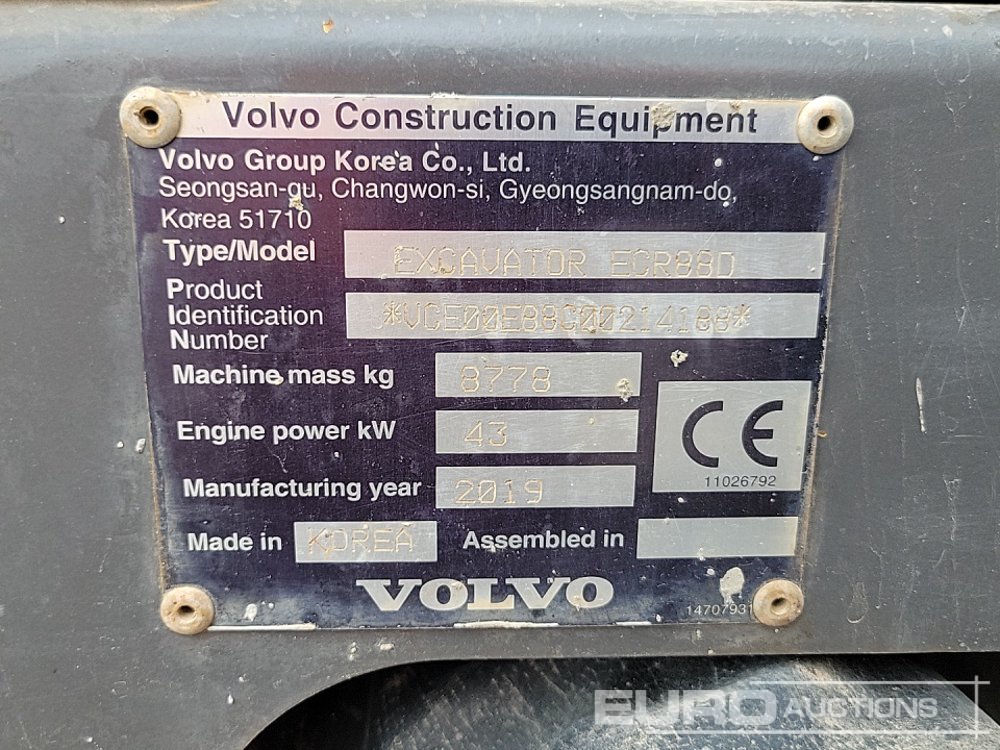 Volvo Construction Equipment
Volvo Group Korea Co., Ltd.
Seongsan-gu, Changwon-si, Gyeongsangnam-do,
Korea 51710
Type/Model EXCAVATOR ECR88D
Product
Identification *VCE00E88C00214188*
Number
Machine mass kg 8778
Engine power kW 43
CE
11026792
Manufacturing year 2019
Made in KOREA Assembled in
VOLVO
14707931
EURO AUCTIONS